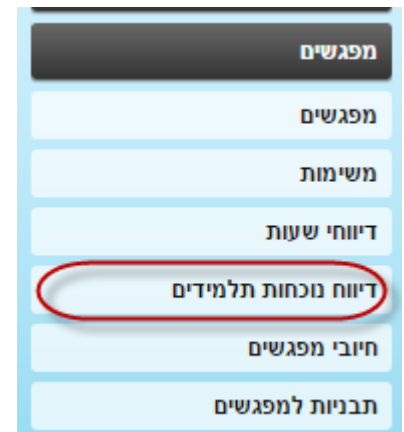 מפגשים
מפגשים
משימות
דיווחי שעות
דיווח נוכחות תלמידים
חיובי מפגשים
תבניות למפגשים